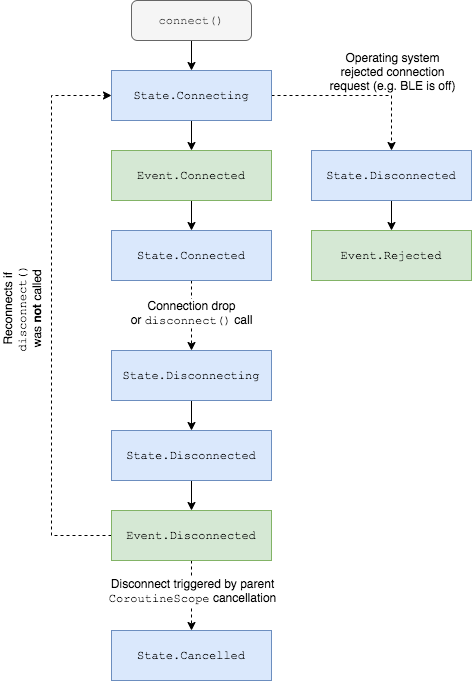 connect()
Operating system
rejected connection
request (e.g. BLE is off)
State.Connecting
Event.Connected
State.Disconnected
State.Connected
Event.Rejected
Reconnects if
disconnect()
was not called
Connection drop
or disconnect() call
State.Disconnecting
State.Disconnected
Event.Disconnected
Disconnect triggered by parent
CoroutineScope cancellation
State.Cancelled